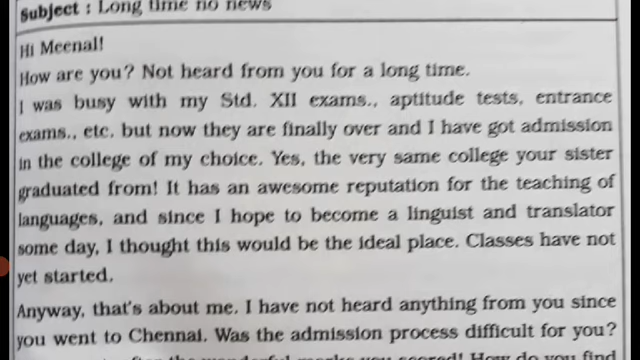 Subject : Long time no news
Hi Meenal!
How are you? Not heard from you for a long time.
I was busy with my Std. XII exams., aptitude tests, entrance
exams., etc. but now they are finally over and I have got admission
in the college of my choice. Yes, the very same college your sister
graduated from! It has an awesome reputation for the teaching of
languages, and since I hope to become a linguist and translator
some day, I thought this would be the ideal place. Classes have not
yet started.
Anyway, that's about me. I have not heard anything from you since
you went to Chennai. Was the admission process difficult for you?
the wonderful marks you scored! How do you find